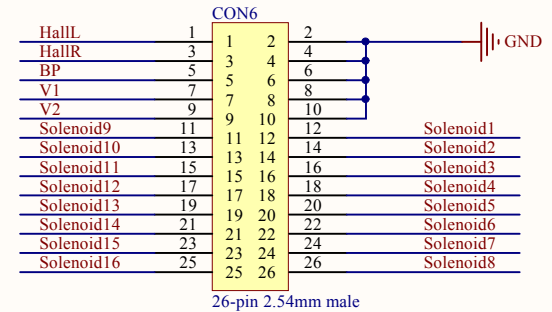 CON6
HallL 1 1 2 2 GND
HallR 3 3 4 4
BP 5 5 6 6
V1 7 7 8 8
V2 9 9 10 10
Solenoid9 11 11 12 12 Solenoid1
Solenoid10 13 13 14 14 Solenoid2
Solenoid11 15 15 16 16 Solenoid3
Solenoid12 17 17 18 18 Solenoid4
Solenoid13 19 19 20 20 Solenoid5
Solenoid14 21 21 22 22 Solenoid6
Solenoid15 23 23 24 24 Solenoid7
Solenoid16 25 25 26 26 Solenoid8
26-pin 2.54mm male